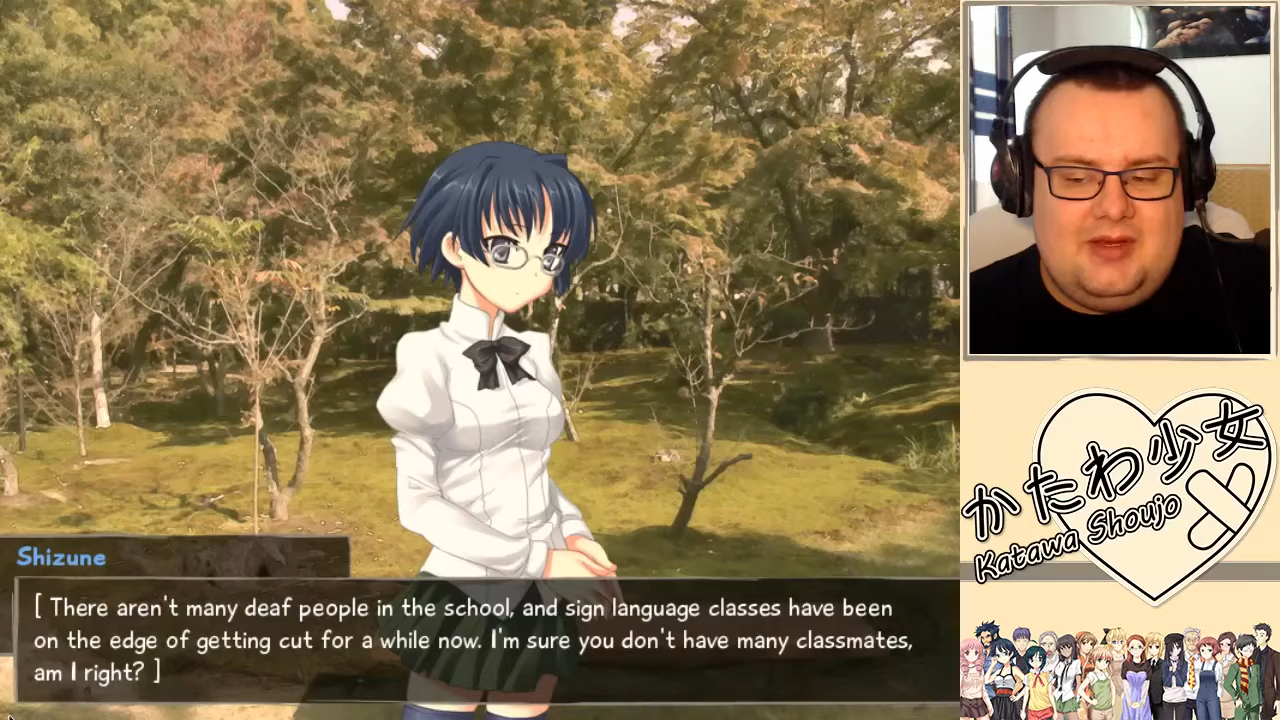 Shizune
[ There aren't many deaf people in the school, and sign language classes have been
on the edge of getting cut for a while now. I'm sure you don't have many classmates,
am I right? ]
かたわ少女
Katawa Shoujo